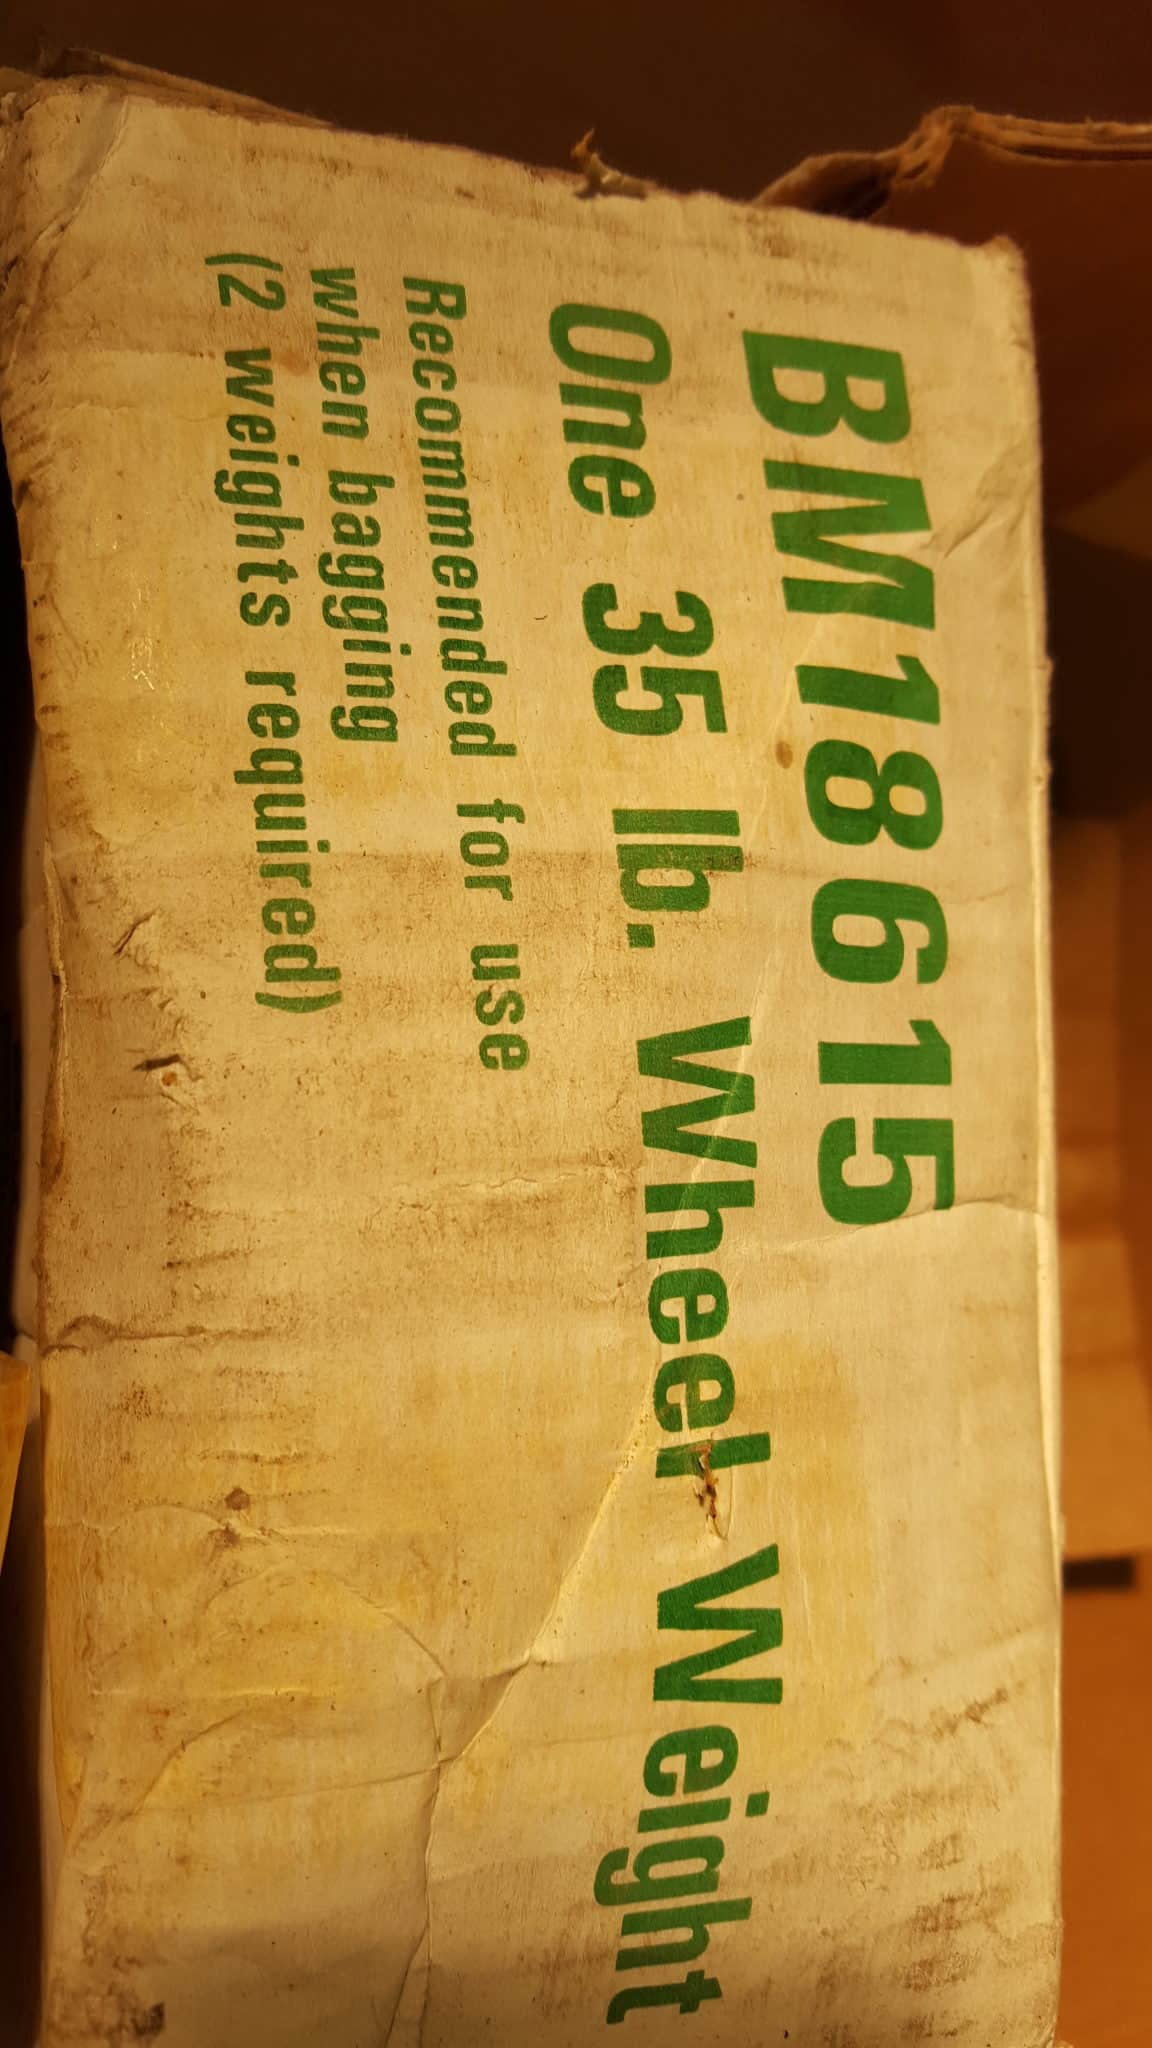 BM18615
One 35 lb. Wheel Weight
Recommended for use
when bagging
(2 weights required)